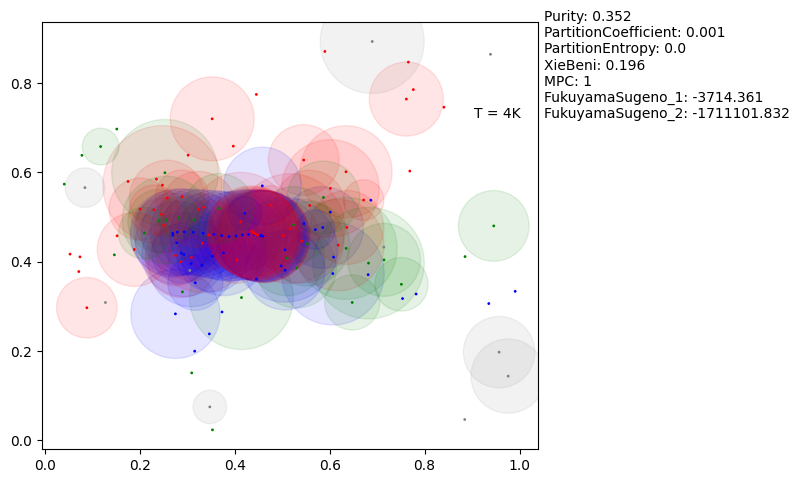 Purity: 0.352
PartitionCoefficient: 0.001
PartitionEntropy: 0.0
XieBeni: 0.196
MPC: 1
FukuyamaSugeno_1: -3714.361
FukuyamaSugeno_2: -1711101.832
T = 4K
0.8
0.6
0.4
0.2
0.0
0.0 0.2 0.4 0.6 0.8 1.0